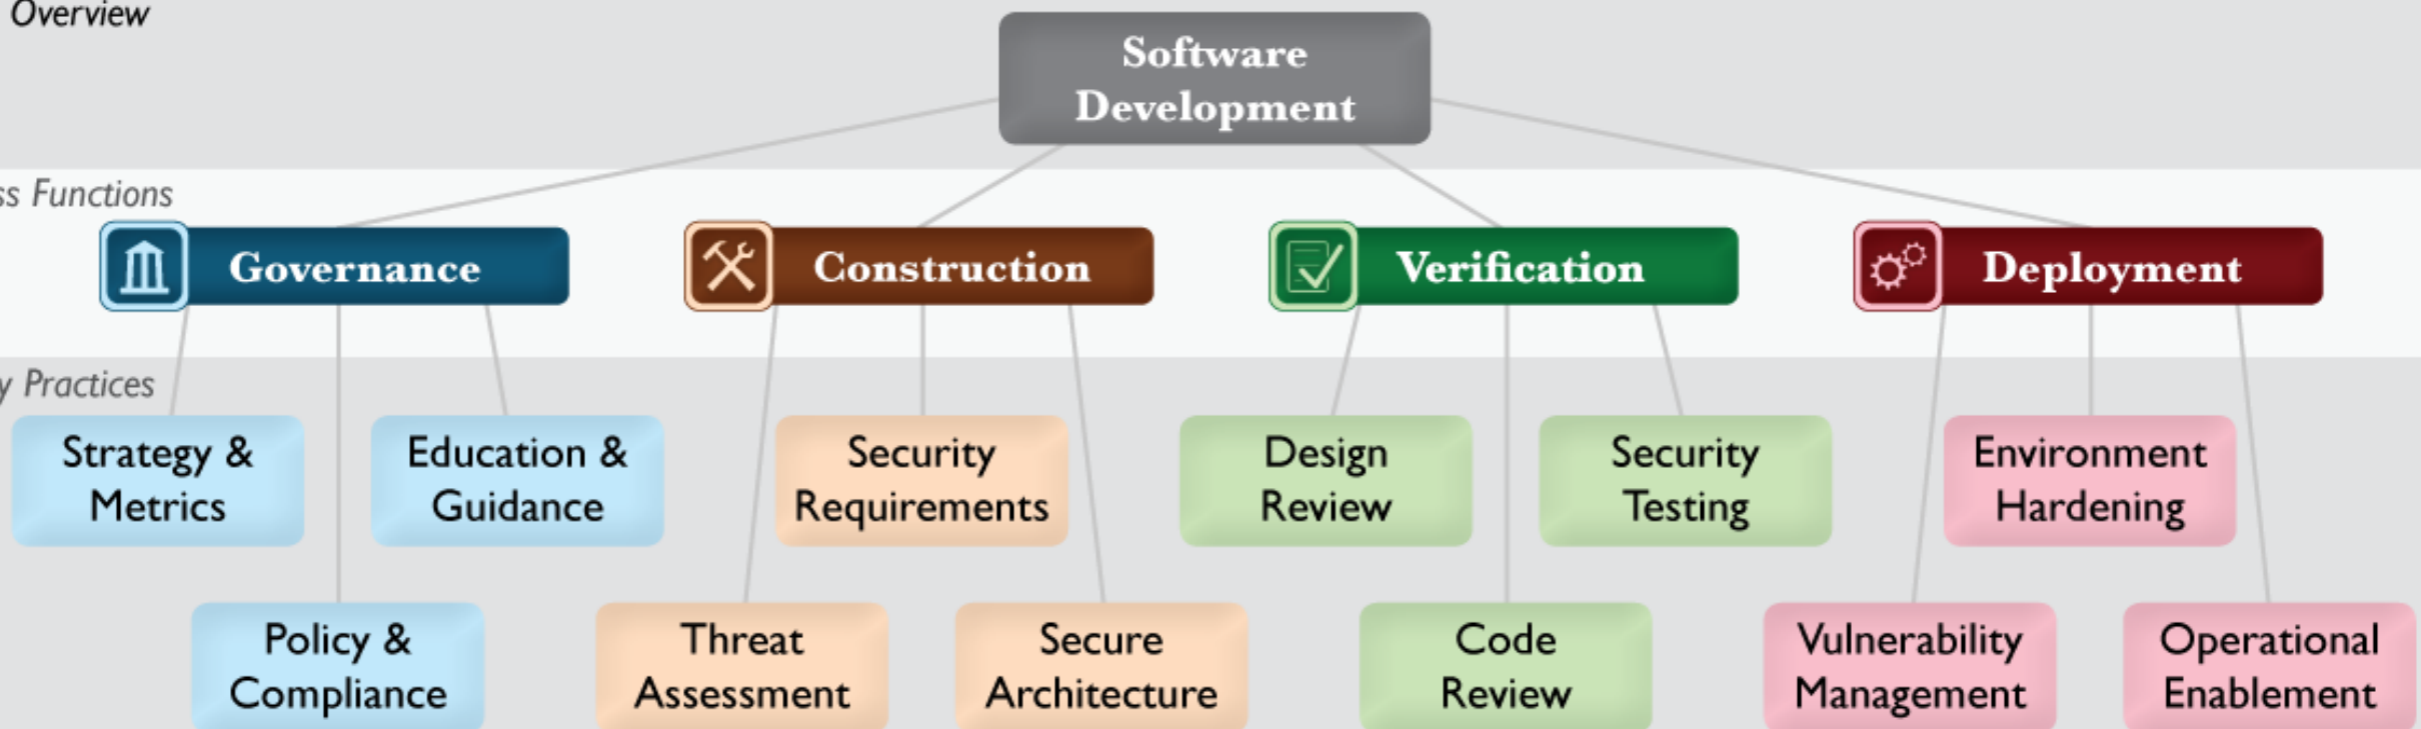 Overview
Software
Development
ss Functions
Governance
Construction
Verification
Deployment
y Practices
Strategy &
Metrics
Education &
Guidance
Security
Requirements
Design
Review
Security
Testing
Environment
Hardening
Policy &
Compliance
Threat
Assessment
Secure
Architecture
Code
Review
Vulnerability
Management
Operational
Enablement